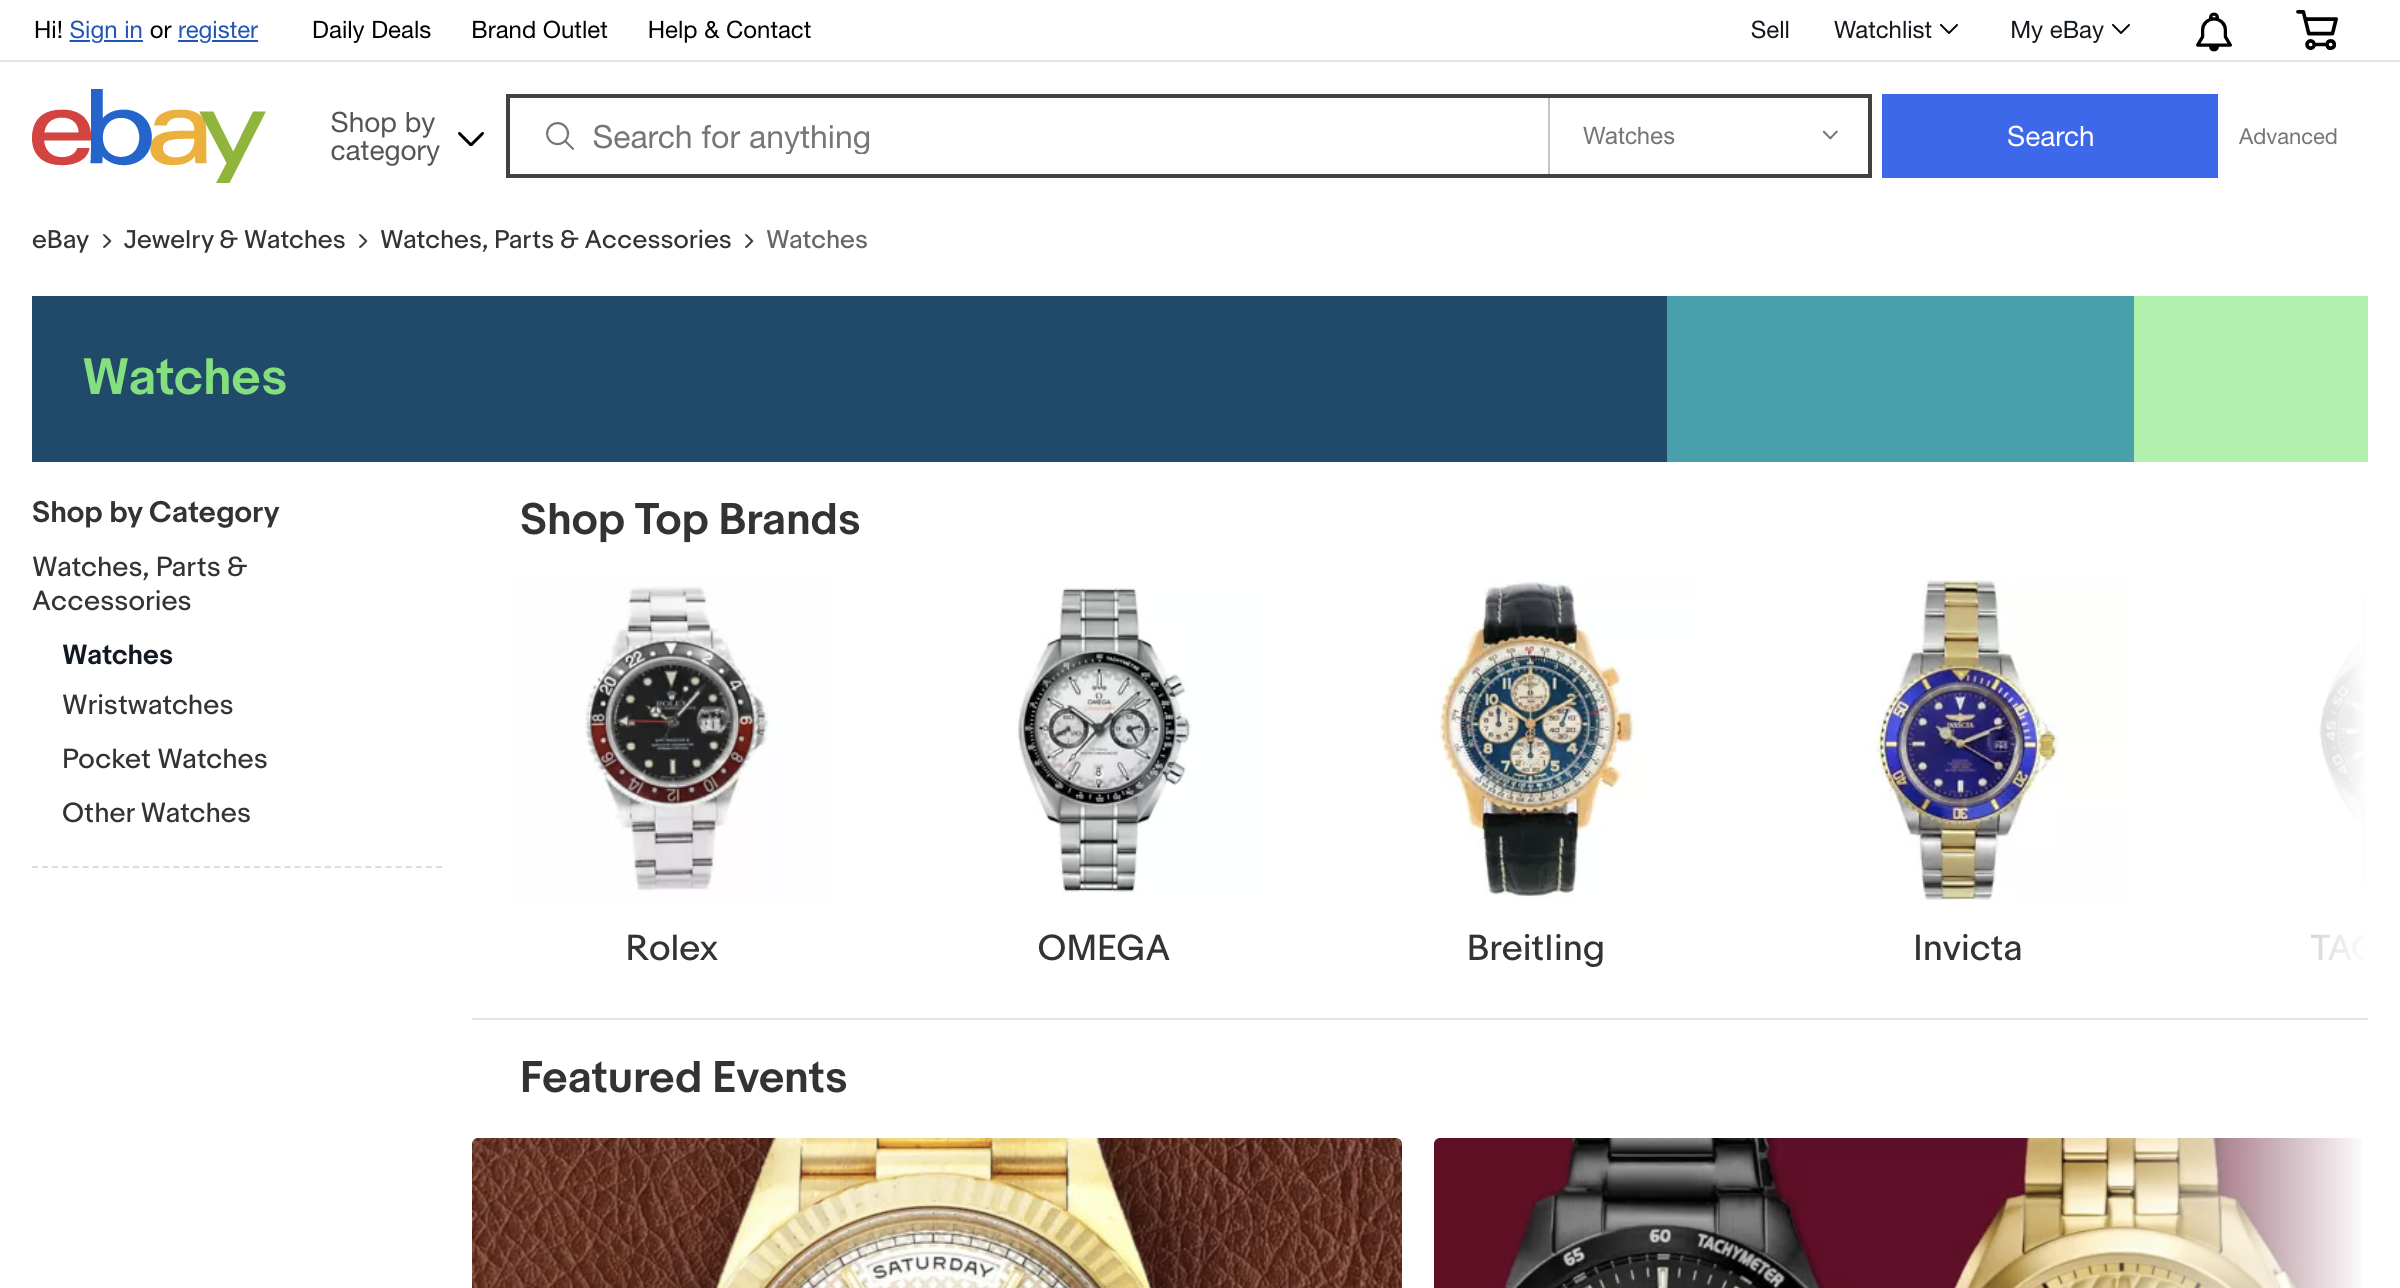 Hi! Sign in or register
Daily Deals
Brand Outlet
Help & Contact
Sell
Watchlist
My eBay
ebay
Shop by
category
Search for anything
Watches
Search
Advanced
eBay > Jewelry & Watches > Watches, Parts & Accessories > Watches
Watches
Shop by Category
Watches, Parts &
Accessories
Watches
Wristwatches
Pocket Watches
Other Watches
Shop Top Brands
Rolex
OMEGA
Breitling
Invicta
Featured Events
SATURDAY
65 60 TACHYMETER